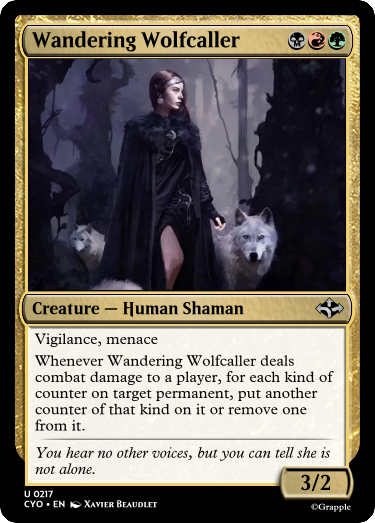 Wandering Wolfcaller
Creature — Human Shaman
Vigilance, menace
Whenever Wandering Wolfcaller deals
combat damage to a player, for each kind of
counter on target permanent, put another
counter of that kind on it or remove one
from it.
You hear no other voices, but you can tell she is
not alone.
3/2
U 0217
CYO • EN Xavier Beaudlet
©Grapple